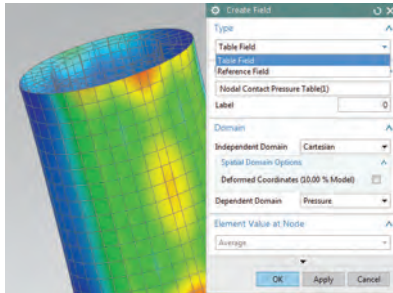 Create Field
Type
Table Field
Table Field
Reference Field
Nodal Contact Pressure Table(1)
Label 0
Domain
Independent Domain Cartesian
Spatial Domain Options
Deformed Coordinates (10.00 % Model)
Dependent Domain Pressure
Element Value at Node
Average
OK Apply Cancel